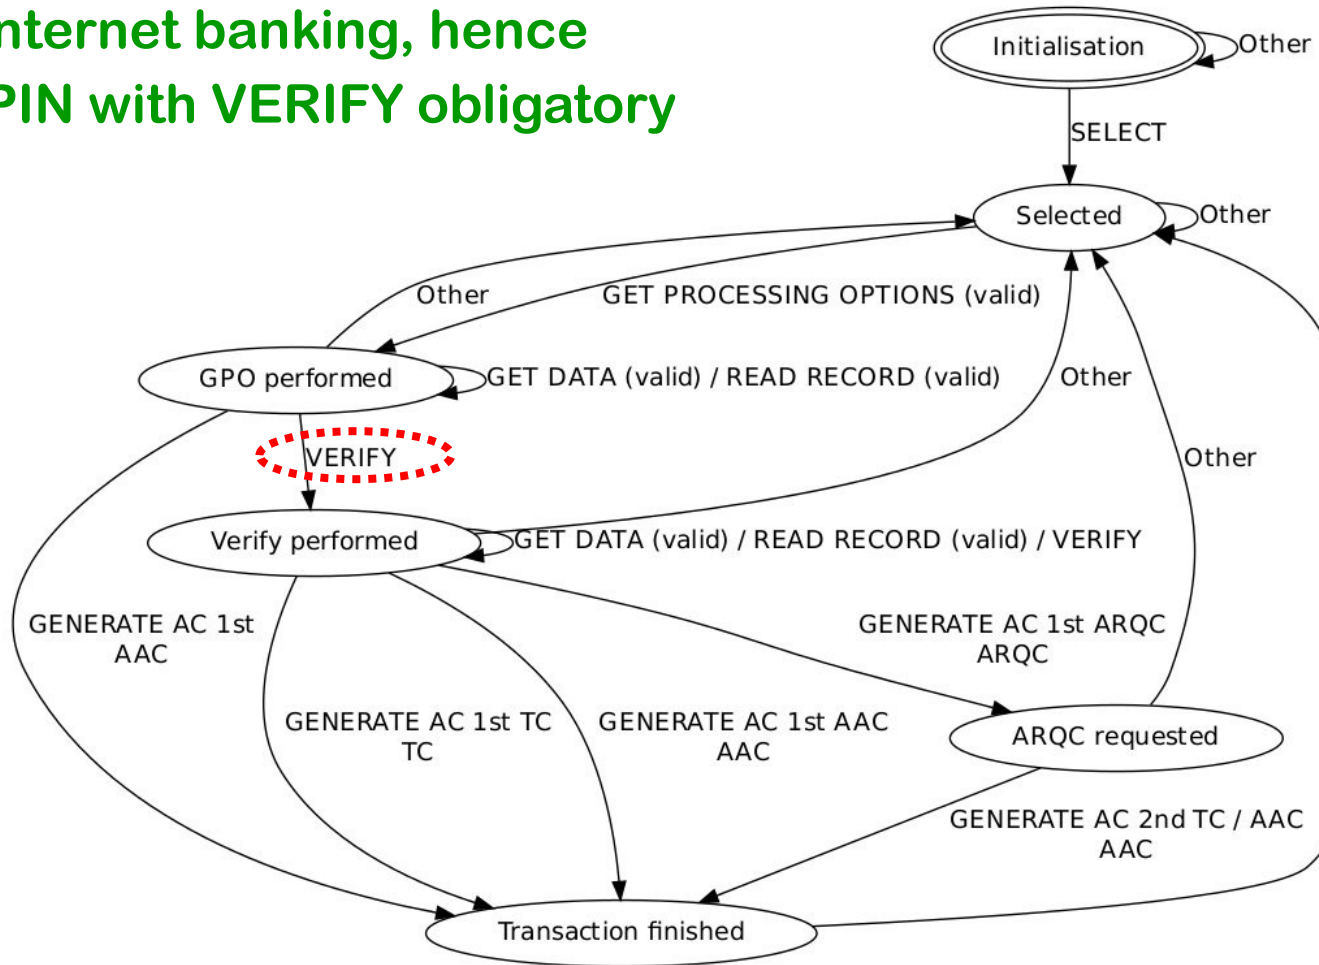 nternet banking, hence
PIN with VERIFY obligatory
Initialisation
Other
SELECT
Selected
Other
Other
GET PROCESSING OPTIONS (valid)
GPO performed
GET DATA (valid) / READ RECORD (valid)
Other
VERIFY
Other
Verify performed
GET DATA (valid) / READ RECORD (valid) / VERIFY
GENERATE AC 1st
AAC
GENERATE AC 1st ARQC
ARQC
GENERATE AC 1st TC
TC
GENERATE AC 1st AAC
AAC
ARQC requested
GENERATE AC 2nd TC / AAC
AAC
Transaction finished